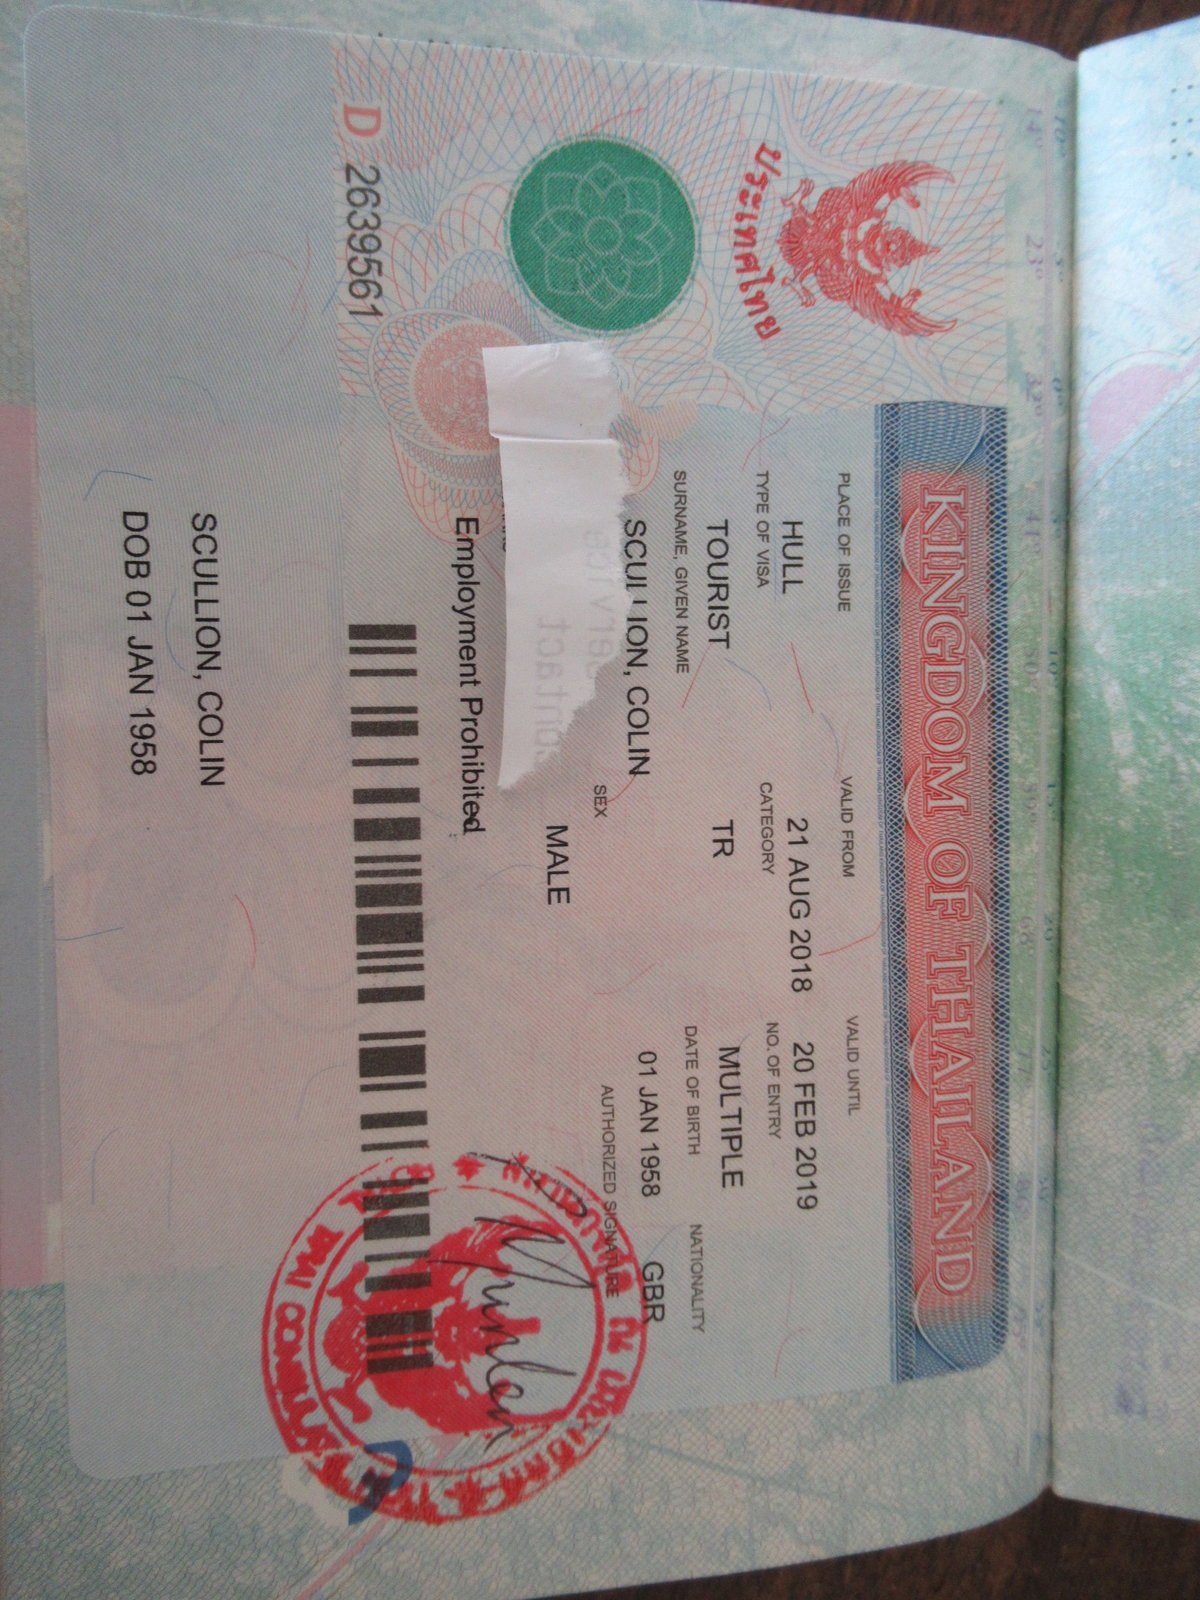 KINGDOM OF THAILAND
ประเทศไทย
PLACE OF ISSUE VALID FROM VALID UNTIL
HULL 21 AUG 2018 20 FEB 2019
TYPE OF VISA CATEGORY NO. OF ENTRY
TOURIST TR MULTIPLE
SURNAME, GIVEN NAME DATE OF BIRTH NATIONALITY
SCULLION, COLIN 01 JAN 1958 GBR
SEX AUTHORIZED SIGNATURE
MALE
Employment Prohibited
D 2639561
SCULLION, COLIN
DOB 01 JAN 1958